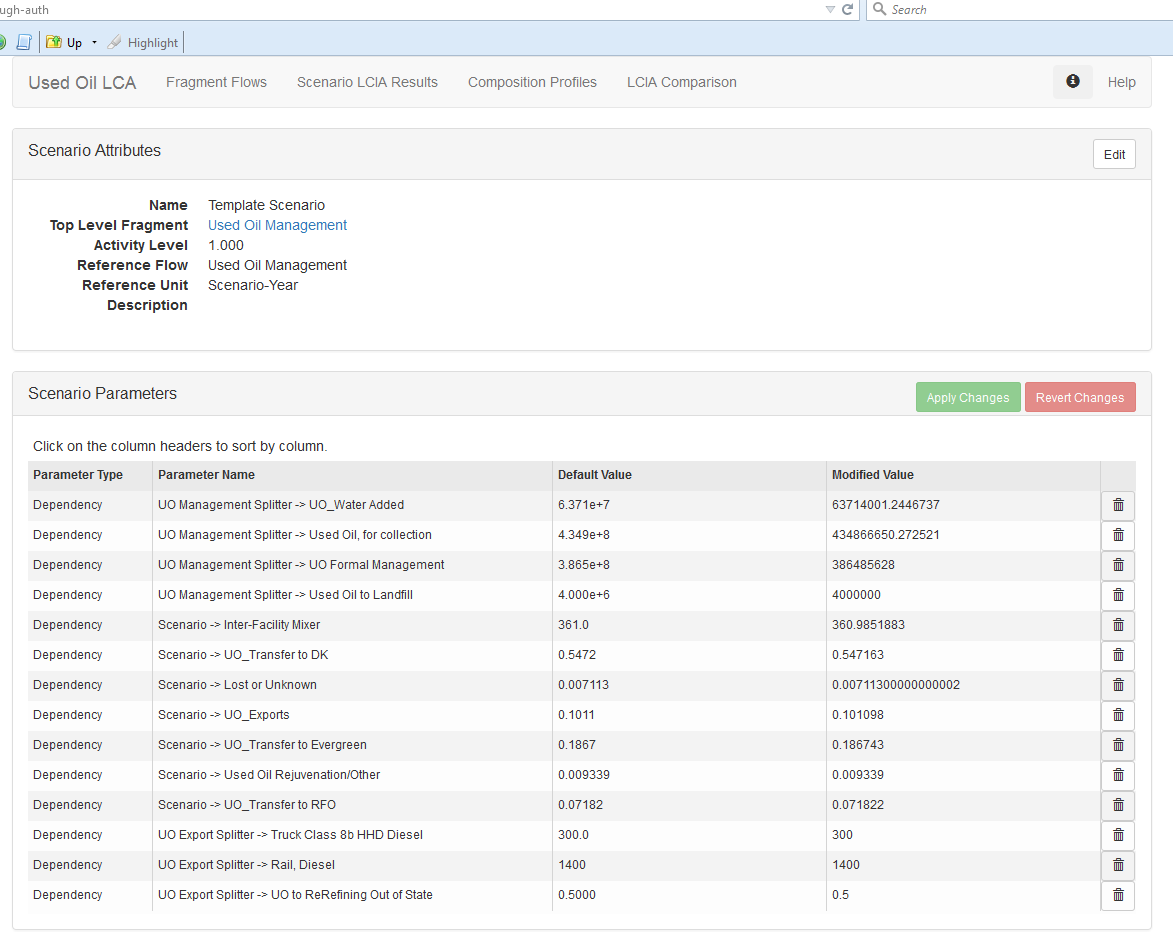 ugh-auth
Search
Up Highlight
Used Oil LCA Fragment Flows Scenario LCIA Results Composition Profiles LCIA Comparison Help
Scenario Attributes Edit
Name Template Scenario
Top Level Fragment Used Oil Management
Activity Level 1.000
Reference Flow Used Oil Management
Reference Unit Scenario-Year
Description
Scenario Parameters Apply Changes Revert Changes
Click on the column headers to sort by column.
Parameter Type Parameter Name Default Value Modified Value
Dependency UO Management Splitter -> UO_Water Added 6.371e+7 63714001.2446737
Dependency UO Management Splitter -> Used Oil, for collection 4.349e+8 434866650.272521
Dependency UO Management Splitter -> UO Formal Management 3.865e+8 386485628
Dependency UO Management Splitter -> Used Oil to Landfill 4.000e+6 4000000
Dependency Scenario -> Inter-Facility Mixer 361.0 360.9851883
Dependency Scenario -> UO_Transfer to DK 0.5472 0.547163
Dependency Scenario -> Lost or Unknown 0.007113 0.00711300000000002
Dependency Scenario -> UO_Exports 0.1011 0.101098
Dependency Scenario -> UO_Transfer to Evergreen 0.1867 0.186743
Dependency Scenario -> Used Oil Rejuvenation/Other 0.009339 0.009339
Dependency Scenario -> UO_Transfer to RFO 0.07182 0.071822
Dependency UO Export Splitter -> Truck Class 8b HHD Diesel 300.0 300
Dependency UO Export Splitter -> Rail, Diesel 1400 1400
Dependency UO Export Splitter -> UO to ReRefining Out of State 0.5000 0.5